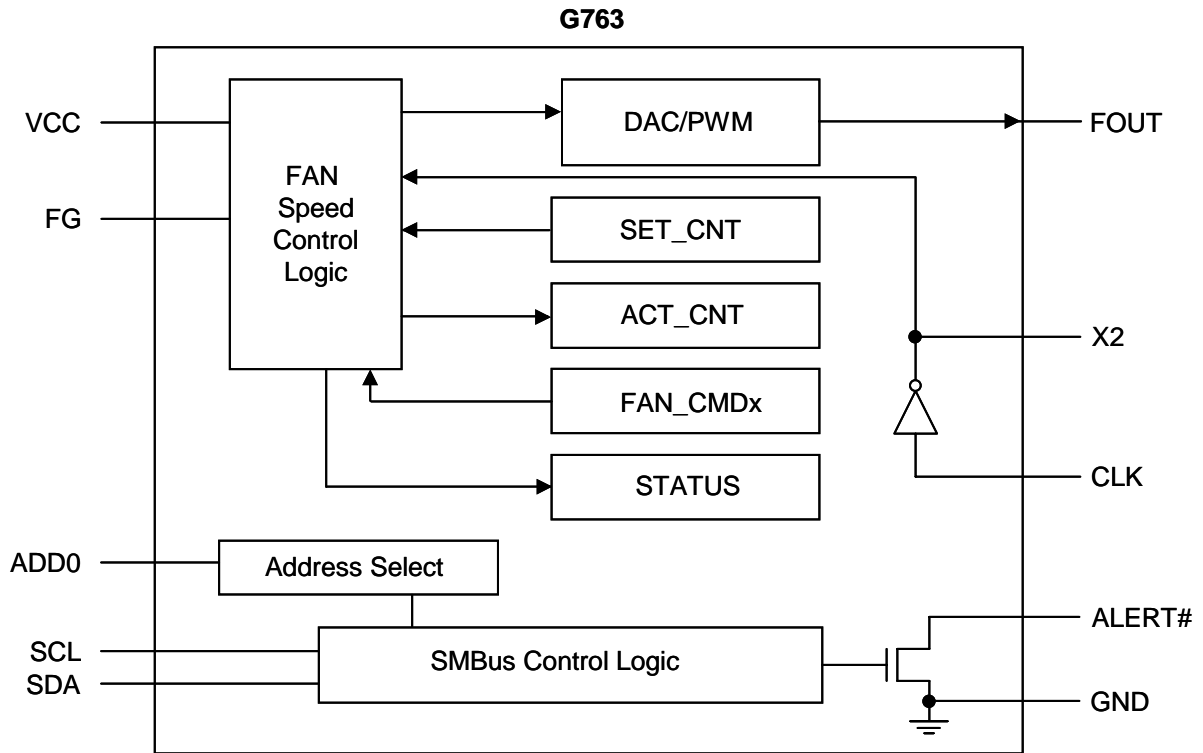 G763
VCC
FG
FAN
Speed
Control
Logic
DAC/PWM
FOUT
SET_CNT
ACT_CNT
X2
FAN_CMDx
CLK
STATUS
ADD0
Address Select
SCL
SDA
SMBus Control Logic
ALERT#
GND